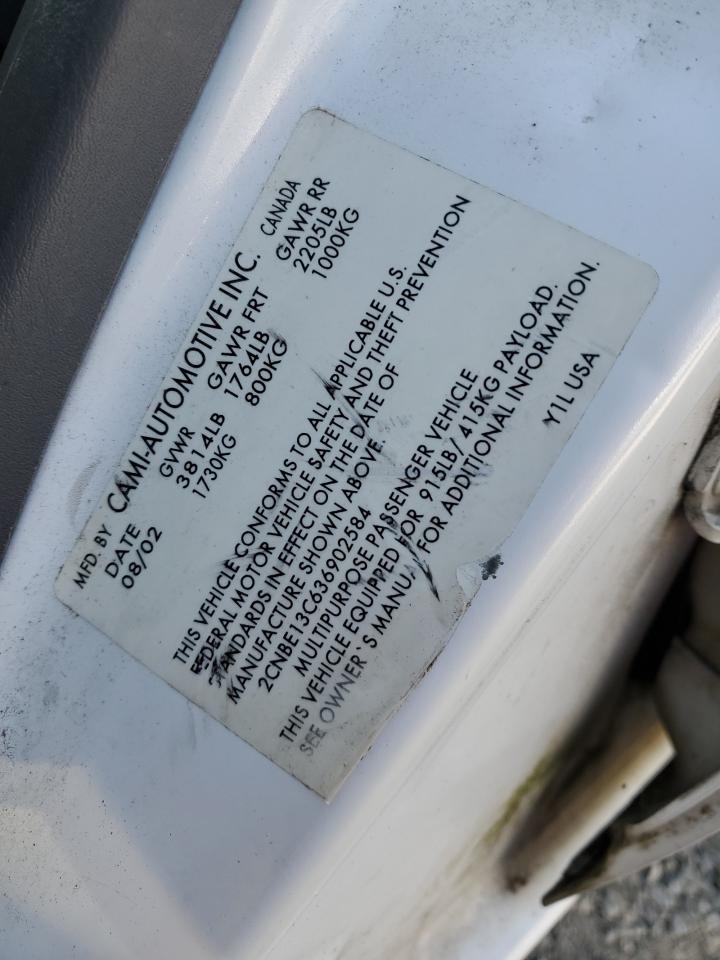 MFD. BY CAMI-AUTOMOTIVE INC. CANADA
DATE GVWR GAWR FRT GAWR RR
08/02 3814LB 1764LB 2205LB
1730KG 800KG 1000KG
THIS VEHICLE CONFORMS TO ALL APPLICABLE U.S.
FEDERAL MOTOR VEHICLE SAFETY AND THEFT PREVENTION
STANDARDS IN EFFECT ON THE DATE OF
MANUFACTURE SHOWN ABOVE.
2CNBE13C636902584
MULTIPURPOSE PASSENGER VEHICLE
THIS VEHICLE EQUIPPED FOR 915LB/415KG PAYLOAD.
SEE OWNER`S MANUAL FOR ADDITIONAL INFORMATION.
Y1L USA